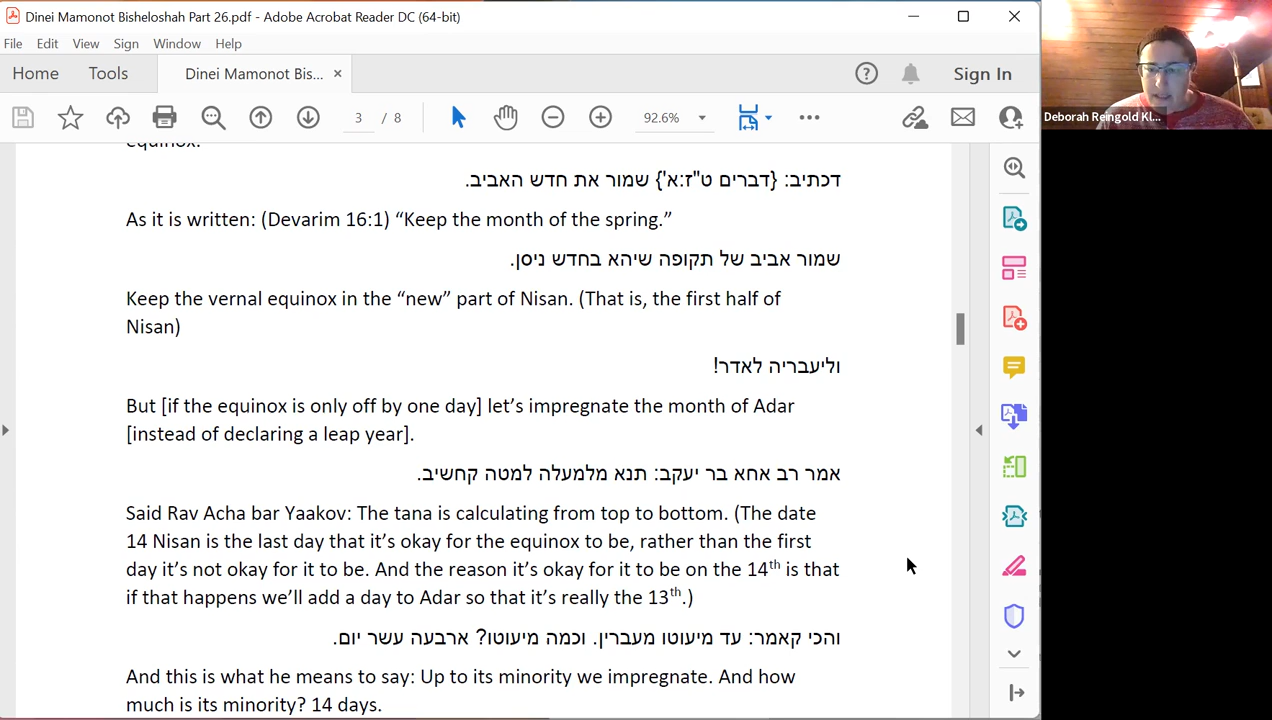 Dinei Mamonot Bisheloshah Part 26.pdf - Adobe Acrobat Reader DC (64-bit)
File Edit View Sign Window Help
Home Tools Dinei Mamonot Bis... × Sign In
3 / 8 92.6%
Deborah Reingold Kl...
equinox.
דכתיב: {דברים ט"ז:א'} שמור את חדש האביב.
As it is written: (Devarim 16:1) “Keep the month of the spring.”
שמור אביב של תקופה שיהא בחדש ניסן.
Keep the vernal equinox in the “new” part of Nisan. (That is, the first half of
Nisan)
וליעבריה לאדר!
But [if the equinox is only off by one day] let’s impregnate the month of Adar
[instead of declaring a leap year].
אמר רב אחא בר יעקב: תנא מלמעלה למטה קחשיב.
Said Rav Acha bar Yaakov: The tana is calculating from top to bottom. (The date
14 Nisan is the last day that it’s okay for the equinox to be, rather than the first
day it’s not okay for it to be. And the reason it’s okay for it to be on the 14th is that
if that happens we’ll add a day to Adar so that it’s really the 13th.)
והכי קאמר: עד מיעוטו מעברין. וכמה מיעוטו? ארבעה עשר יום.
And this is what he means to say: Up to its minority we impregnate. And how
much is its minority? 14 days.